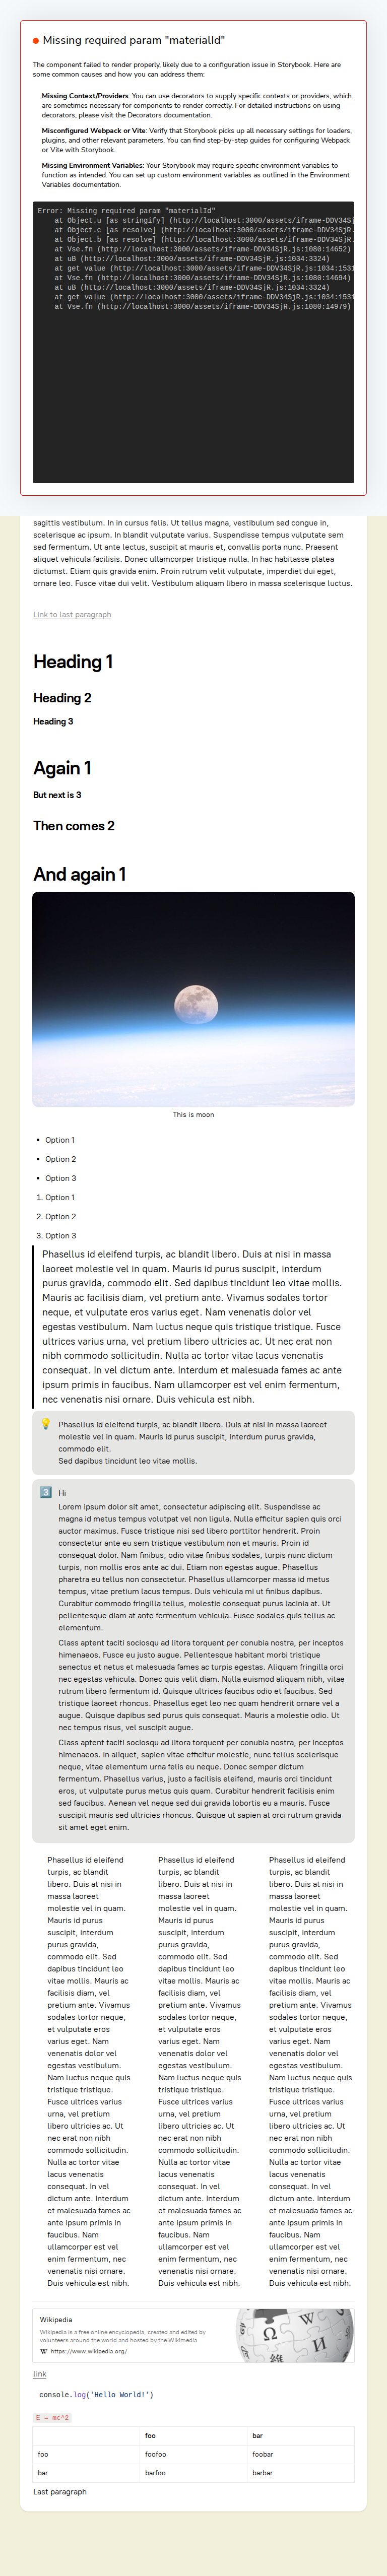 Missing required param "materialId"
The component failed to render properly, likely due to a configuration issue in Storybook. Here are
some common causes and how you can address them:
Missing Context/Providers: You can use decorators to supply specific contexts or providers, which
are sometimes necessary for components to render correctly. For detailed instructions on using
decorators, please visit the Decorators documentation.
Misconfigured Webpack or Vite: Verify that Storybook picks up all necessary settings for loaders,
plugins, and other relevant parameters. You can find step-by-step guides for configuring Webpack
or Vite with Storybook.
Missing Environment Variables: Your Storybook may require specific environment variables to
function as intended. You can set up custom environment variables as outlined in the Environment
Variables documentation.
Error: Missing required param "materialId"
at Object.u [as stringify] (http://localhost:3000/assets/iframe-DDV34Sj
at Object.c [as resolve] (http://localhost:3000/assets/iframe-DDV34SjR.
at Object.b [as resolve] (http://localhost:3000/assets/iframe-DDV34SjR.
at Vse.fn (http://localhost:3000/assets/iframe-DDV34SjR.js:1080:14652)
at uB (http://localhost:3000/assets/iframe-DDV34SjR.js:1034:3324)
at get value (http://localhost:3000/assets/iframe-DDV34SjR.js:1034:1531
at Vse.fn (http://localhost:3000/assets/iframe-DDV34SjR.js:1080:14694)
at uB (http://localhost:3000/assets/iframe-DDV34SjR.js:1034:3324)
at get value (http://localhost:3000/assets/iframe-DDV34SjR.js:1034:1531
at Vse.fn (http://localhost:3000/assets/iframe-DDV34SjR.js:1080:14979)
sagittis vestibulum. In in cursus felis. Ut tellus magna, vestibulum sed congue in,
scelerisque ac ipsum. In blandit vulputate varius. Suspendisse tempus vulputate sem
sed fermentum. Ut ante lectus, suscipit at mauris et, convallis porta nunc. Praesent
aliquet vehicula facilisis. Donec ullamcorper tristique nulla. In hac habitasse platea
dictumst. Etiam quis gravida enim. Proin rutrum velit vulputate, imperdiet dui eget,
ornare leo. Fusce vitae dui velit. Vestibulum aliquam libero in massa scelerisque luctus.
Link to last paragraph
Heading 1
Heading 2
Heading 3
Again 1
But next is 3
Then comes 2
And again 1
This is moon
• Option 1
• Option 2
• Option 3
1. Option 1
2. Option 2
3. Option 3
Phasellus id eleifend turpis, ac blandit libero. Duis at nisi in massa
laoreet molestie vel in quam. Mauris id purus suscipit, interdum
purus gravida, commodo elit. Sed dapibus tincidunt leo vitae mollis.
Mauris ac facilisis diam, vel pretium ante. Vivamus sodales tortor
neque, et vulputate eros varius eget. Nam venenatis dolor vel
egestas vestibulum. Nam luctus neque quis tristique tristique. Fusce
ultrices varius urna, vel pretium libero ultricies ac. Ut nec erat non
nibh commodo sollicitudin. Nulla ac tortor vitae lacus venenatis
consequat. In vel dictum ante. Interdum et malesuada fames ac ante
ipsum primis in faucibus. Nam ullamcorper est vel enim fermentum,
nec venenatis nisi ornare. Duis vehicula est nibh.
Phasellus id eleifend turpis, ac blandit libero. Duis at nisi in massa laoreet
molestie vel in quam. Mauris id purus suscipit, interdum purus gravida,
commodo elit.
Sed dapibus tincidunt leo vitae mollis.
3 Hi
Lorem ipsum dolor sit amet, consectetur adipiscing elit. Suspendisse ac
magna id metus tempus volutpat vel non ligula. Nulla efficitur sapien quis orci
auctor maximus. Fusce tristique nisi sed libero porttitor hendrerit. Proin
consectetur ante eu sem tristique vestibulum non et mauris. Proin id
consequat dolor. Nam finibus, odio vitae finibus sodales, turpis nunc dictum
turpis, non mollis eros ante ac dui. Etiam non egestas augue. Phasellus
pharetra eu tellus non consectetur. Phasellus ullamcorper massa id metus
tempus, vitae pretium lacus tempus. Duis vehicula mi ut finibus dapibus.
Curabitur commodo fringilla tellus, molestie consequat purus lacinia at. Ut
pellentesque diam at ante fermentum vehicula. Fusce sodales quis tellus ac
elementum.
Class aptent taciti sociosqu ad litora torquent per conubia nostra, per inceptos
himenaeos. Fusce eu justo augue. Pellentesque habitant morbi tristique
senectus et netus et malesuada fames ac turpis egestas. Aliquam fringilla orci
nec egestas vehicula. Donec quis velit diam. Nulla euismod aliquam nibh, vitae
rutrum libero fermentum id. Quisque ultrices faucibus odio et faucibus. Sed
tristique laoreet rhoncus. Phasellus eget leo nec quam hendrerit ornare vel a
augue. Quisque dapibus sed purus quis consequat. Mauris a molestie odio. Ut
nec tempus risus, vel suscipit augue.
Class aptent taciti sociosqu ad litora torquent per conubia nostra, per inceptos
himenaeos. In aliquet, sapien vitae efficitur molestie, nunc tellus scelerisque
neque, vitae elementum urna felis eu neque. Donec semper dictum
fermentum. Phasellus varius, justo a facilisis eleifend, mauris orci tincidunt
eros, ut vulputate purus metus quis quam. Curabitur hendrerit facilisis enim
sed faucibus. Aenean vel neque sed dui gravida lobortis eu a mauris. Fusce
suscipit mauris sed ultricies rhoncus. Quisque ut sapien at orci rutrum gravida
sit amet eget enim.
Phasellus id eleifend
turpis, ac blandit
libero. Duis at nisi in
massa laoreet
molestie vel in quam.
Mauris id purus
suscipit, interdum
purus gravida,
commodo elit. Sed
dapibus tincidunt leo
vitae mollis. Mauris ac
facilisis diam, vel
pretium ante. Vivamus
sodales tortor neque,
et vulputate eros
varius eget. Nam
venenatis dolor vel
egestas vestibulum.
Nam luctus neque quis
tristique tristique.
Fusce ultrices varius
urna, vel pretium
libero ultricies ac. Ut
nec erat non nibh
commodo sollicitudin.
Nulla ac tortor vitae
lacus venenatis
consequat. In vel
dictum ante. Interdum
et malesuada fames ac
ante ipsum primis in
faucibus. Nam
ullamcorper est vel
enim fermentum, nec
venenatis nisi ornare.
Duis vehicula est nibh.
Phasellus id eleifend
turpis, ac blandit
libero. Duis at nisi in
massa laoreet
molestie vel in quam.
Mauris id purus
suscipit, interdum
purus gravida,
commodo elit. Sed
dapibus tincidunt leo
vitae mollis. Mauris ac
facilisis diam, vel
pretium ante. Vivamus
sodales tortor neque,
et vulputate eros
varius eget. Nam
venenatis dolor vel
egestas vestibulum.
Nam luctus neque quis
tristique tristique.
Fusce ultrices varius
urna, vel pretium
libero ultricies ac. Ut
nec erat non nibh
commodo sollicitudin.
Nulla ac tortor vitae
lacus venenatis
consequat. In vel
dictum ante. Interdum
et malesuada fames ac
ante ipsum primis in
faucibus. Nam
ullamcorper est vel
enim fermentum, nec
venenatis nisi ornare.
Duis vehicula est nibh.
Phasellus id eleifend
turpis, ac blandit
libero. Duis at nisi in
massa laoreet
molestie vel in quam.
Mauris id purus
suscipit, interdum
purus gravida,
commodo elit. Sed
dapibus tincidunt leo
vitae mollis. Mauris ac
facilisis diam, vel
pretium ante. Vivamus
sodales tortor neque,
et vulputate eros
varius eget. Nam
venenatis dolor vel
egestas vestibulum.
Nam luctus neque quis
tristique tristique.
Fusce ultrices varius
urna, vel pretium
libero ultricies ac. Ut
nec erat non nibh
commodo sollicitudin.
Nulla ac tortor vitae
lacus venenatis
consequat. In vel
dictum ante. Interdum
et malesuada fames ac
ante ipsum primis in
faucibus. Nam
ullamcorper est vel
enim fermentum, nec
venenatis nisi ornare.
Duis vehicula est nibh.
Wikipedia
Wikipedia is a free online encyclopedia, created and edited by
volunteers around the world and hosted by the Wikimedia
W https://www.wikipedia.org/
Ω W И
link
console.log('Hello World!')
E = mc^2
foo bar
foo foofoo foobar
bar barfoo barbar
Last paragraph